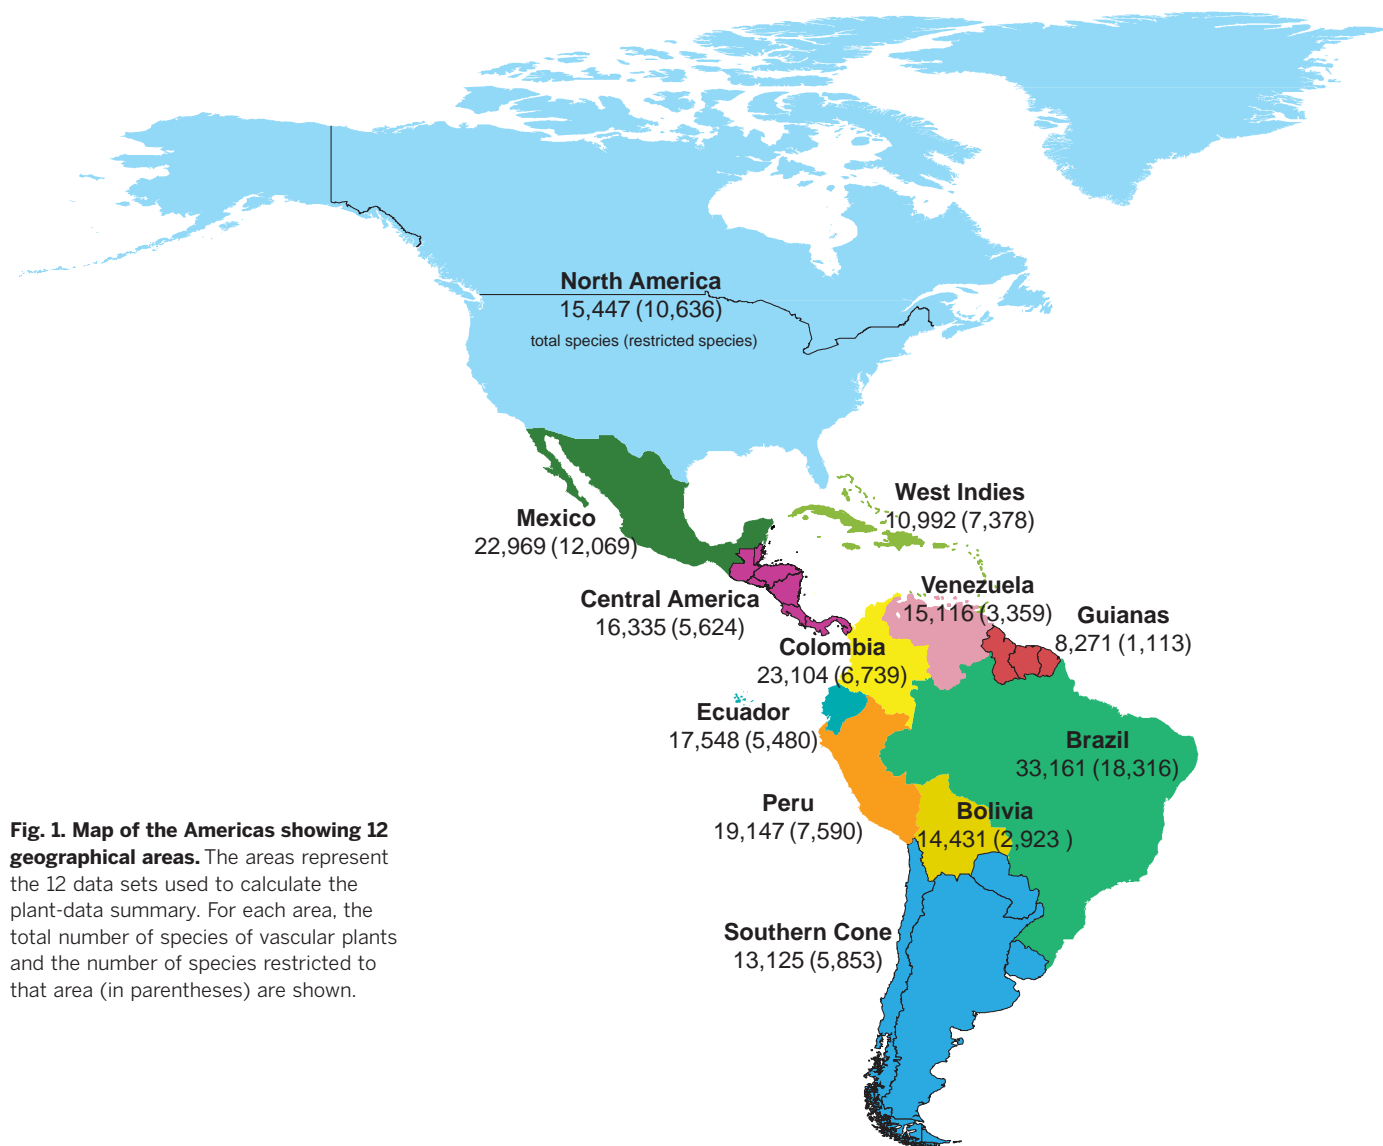 North America
15,447 (10,636)
total species (restricted species)
West Indies
10,992 (7,378)
Mexico
22,969 (12,069)
Central America
16,335 (5,624)
Venezuela
15,116 (3,359)
Guianas
8,271 (1,113)
Colombia
23,104 (6,739)
Ecuador
17,548 (5,480)
Brazil
33,161 (18,316)
Peru
19,147 (7,590)
Bolivia
14,431 (2,923 )
Southern Cone
13,125 (5,853)
Fig. 1. Map of the Americas showing 12
geographical areas. The areas represent
the 12 data sets used to calculate the
plant-data summary. For each area, the
total number of species of vascular plants
and the number of species restricted to
that area (in parentheses) are shown.